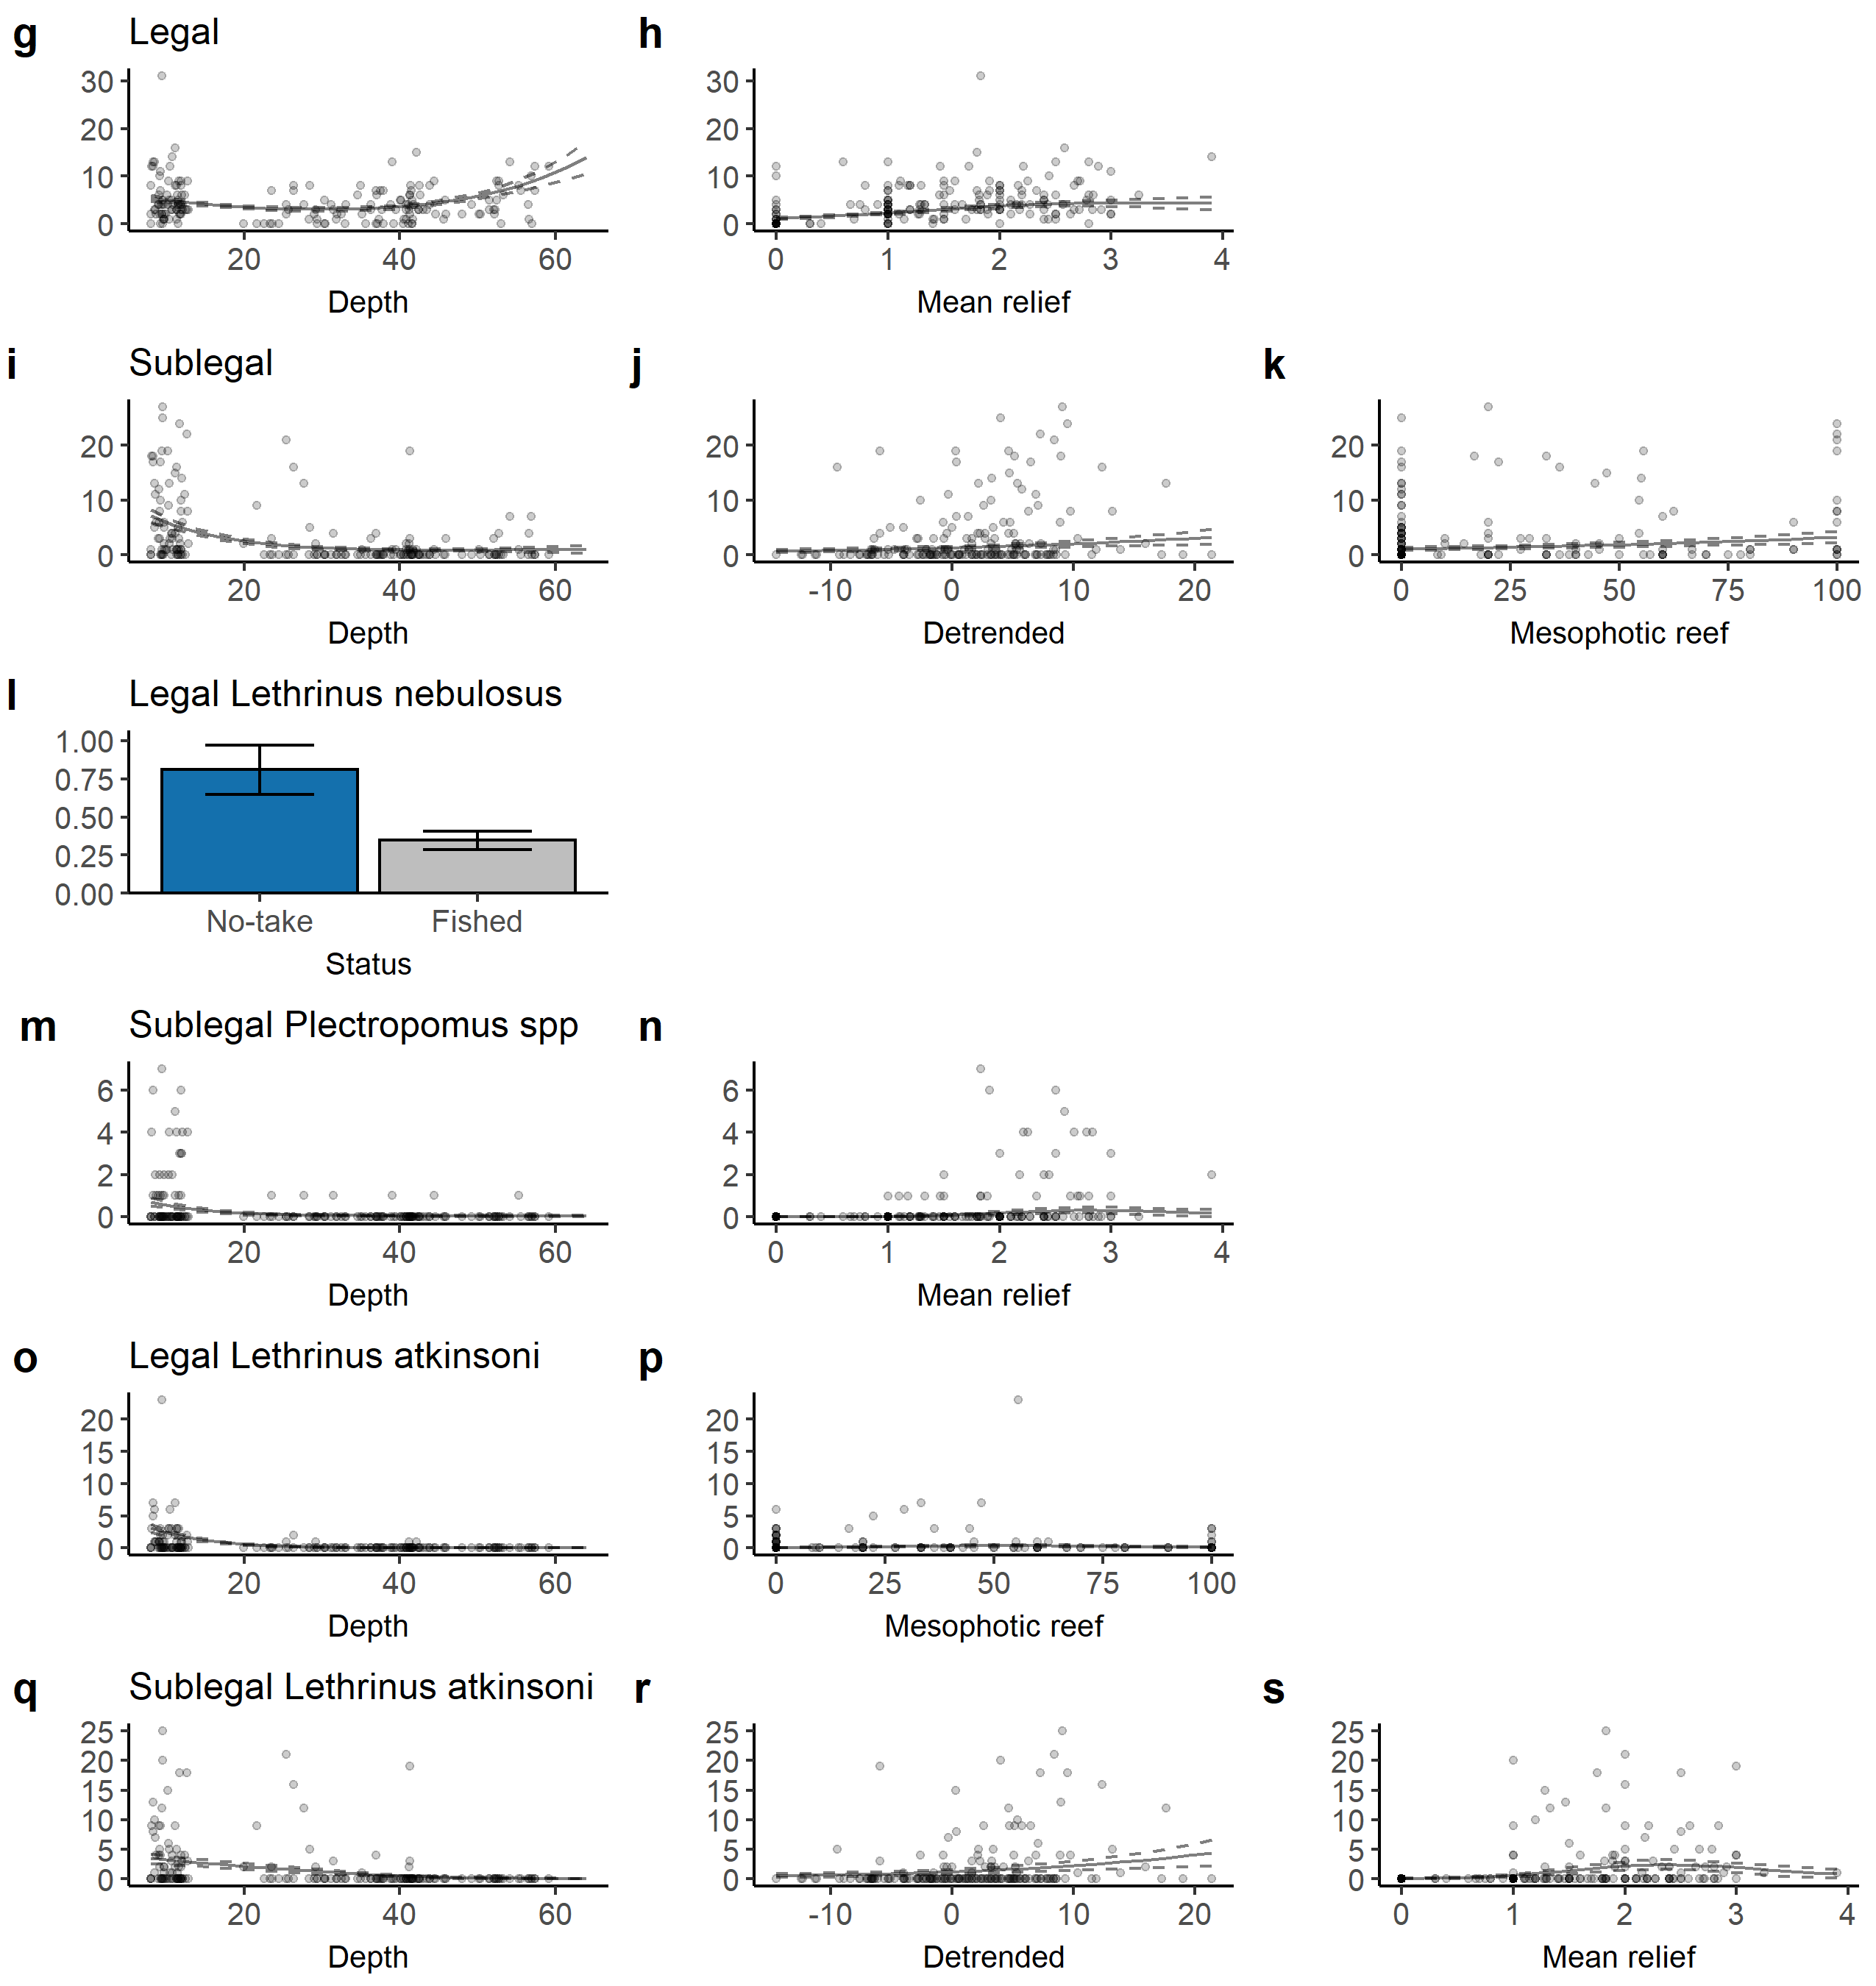 g Legal h
30
20
10
0
20 40 60
Depth
30
20
10
0
0 1 2 3 4
Mean relief
i Sublegal j k
20
10
0
20 40 60
Depth
20
10
0
-10 0 10 20
Detrended
20
10
0
0 25 50 75 100
Mesophotic reef
l Legal Lethrinus nebulosus
1.00
0.75
0.50
0.25
0.00
No-take Fished
Status
m Sublegal Plectropomus spp n
6
4
2
0
20 40 60
Depth
6
4
2
0
0 1 2 3 4
Mean relief
o Legal Lethrinus atkinsoni p
20
15
10
5
0
20 40 60
Depth
20
15
10
5
0
0 25 50 75 100
Mesophotic reef
q Sublegal Lethrinus atkinsoni r s
25
20
15
10
5
0
20 40 60
Depth
25
20
15
10
5
0
-10 0 10 20
Detrended
25
20
15
10
5
0
0 1 2 3 4
Mean relief